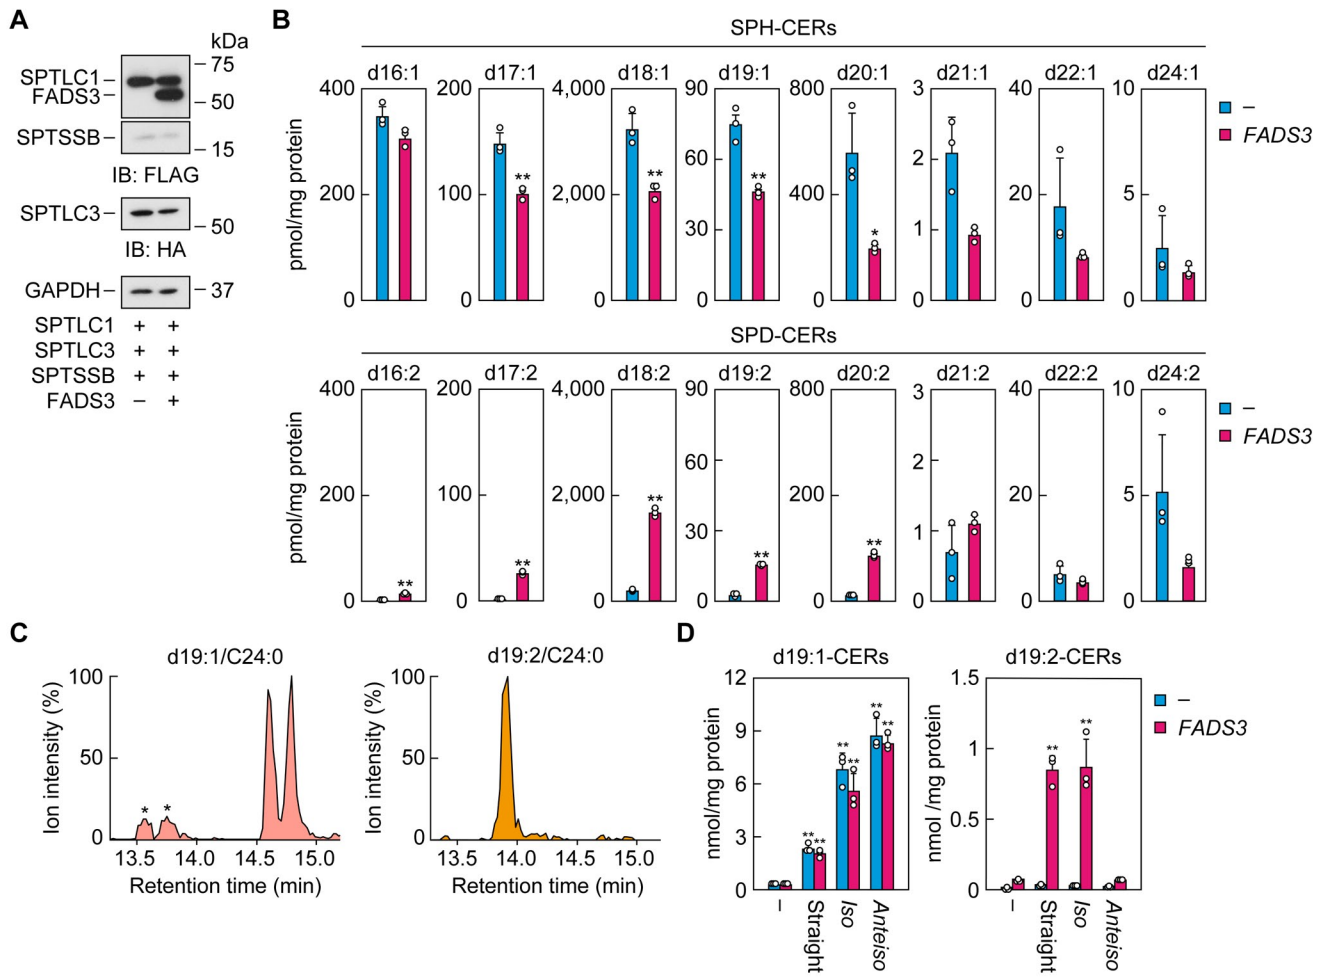 A
kDa
SPTLC1
FADS3
75
50
SPTSSB
15
IB: FLAG
SPTLC3
50
IB: HA
GAPDH
37
SPTLC1 + +
SPTLC3 + +
SPTSSB + +
FADS3 – +
B
SPH-CERs
d16:1 d17:1 d18:1 d19:1 d20:1 d21:1 d22:1 d24:1
pmol/mg protein
400 200 0
200 100 0
4,000 2,000 0
90 60 30 0
800 400 0
3 2 1 0
40 20 0
10 5 0
** ** ** *
–
FADS3
SPD-CERs
d16:2 d17:2 d18:2 d19:2 d20:2 d21:2 d22:2 d24:2
pmol/mg protein
400 200 0
200 100 0
4,000 2,000 0
90 60 30 0
800 200 0
3 2 1 0
40 20 0
10 5 0
** ** ** ** **
–
FADS3
C
d19:1/C24:0
Ion intensity (%)
100
50
0
* *
13.5 14.0 14.5 15.0
Retention time (min)
d19:2/C24:0
Ion intensity (%)
100
50
0
13.5 14.0 14.5 15.0
Retention time (min)
D
d19:1-CERs
nmol/mg protein
12
9
6
3
0
** ** ** ** ** **
– Straight Iso Anteiso
d19:2-CERs
nmol /mg protein
1.5
1
0.5
0
** **
– Straight Iso Anteiso
–
FADS3